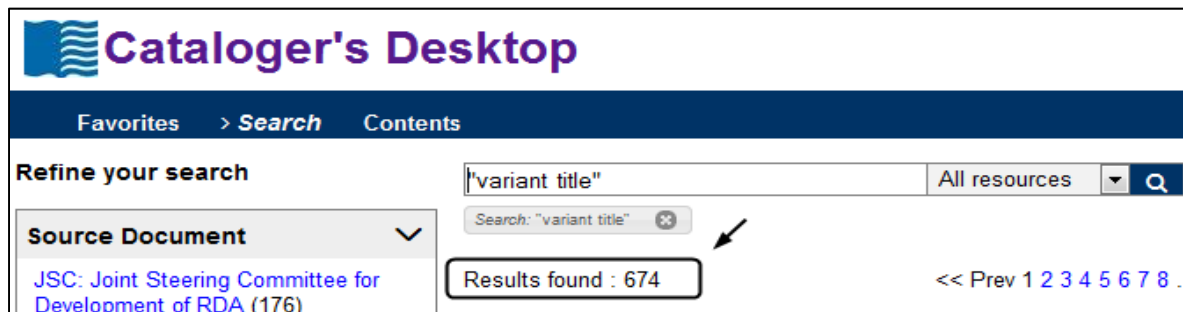 Cataloger's Desktop
Favorites > Search Contents
Refine your search
"variant title" All resources
Search: "variant title"
Source Document
Results found : 674 << Prev 1 2 3 4 5 6 7 8 .
JSC: Joint Steering Committee for
Development of RDA (176)